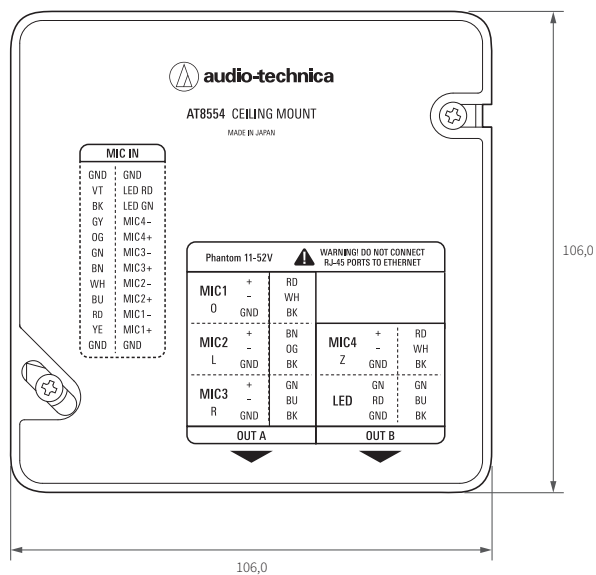 audio-technica
AT8554 CEILING MOUNT
MADE IN JAPAN
MIC IN
GND GND
VT LED RD
BK LED GN
GY MIC4-
OG MIC4+
GN MIC3-
BN MIC3+
WH MIC2-
BU MIC2+
RD MIC1-
YE MIC1+
GND GND
Phantom 11-52V
WARNING! DO NOT CONNECT
RJ-45 PORTS TO ETHERNET
MIC1 + RD
- WH
O GND BK
MIC2 + BN
- OG
L GND BK
MIC3 + GN
- BU
R GND BK
OUT A
MIC4 + RD
- WH
Z GND BK
LED GN GN
RD BU
GND BK
OUT B
106,0
106,0